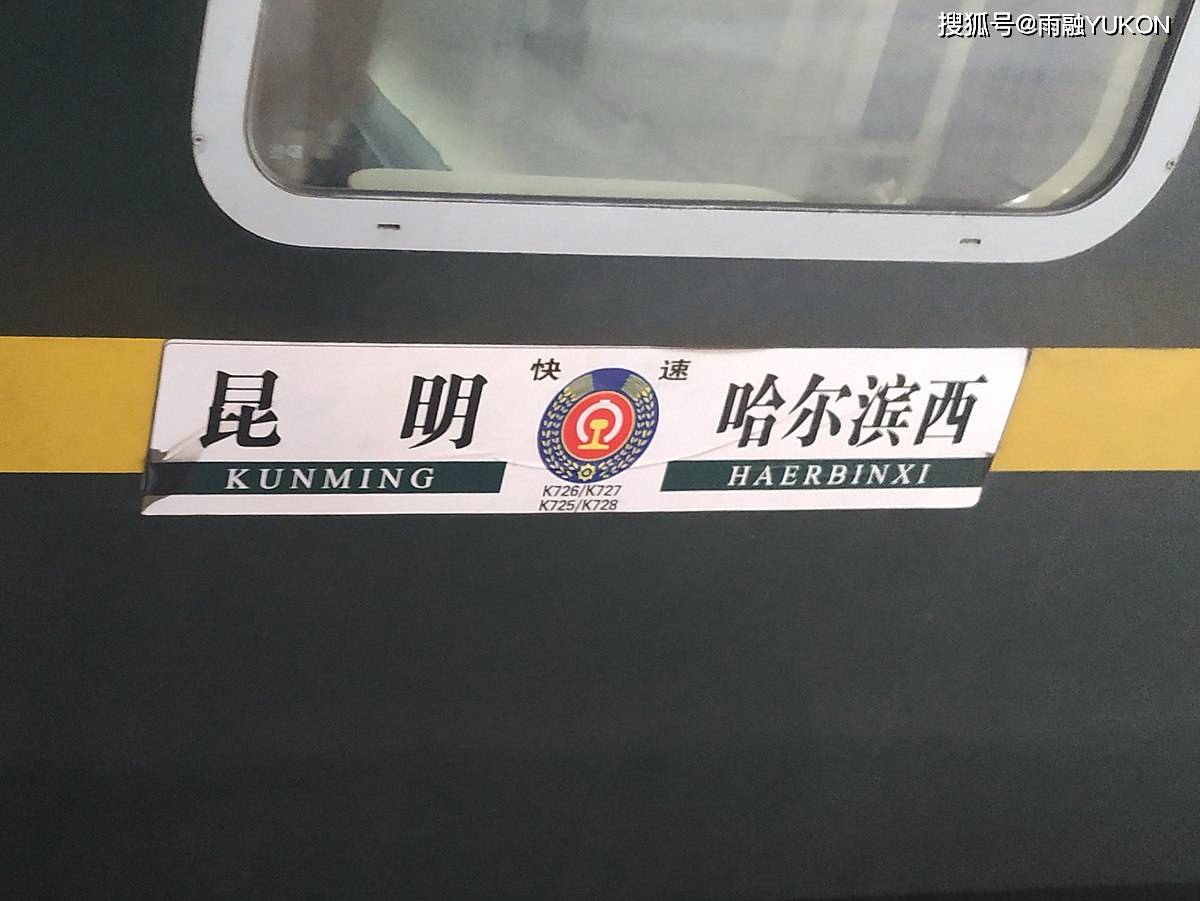 搜狐号@雨融YUKON
快 速
昆 明 哈尔滨西
KUNMING HAERBINXI
K726/K727
K725/K728